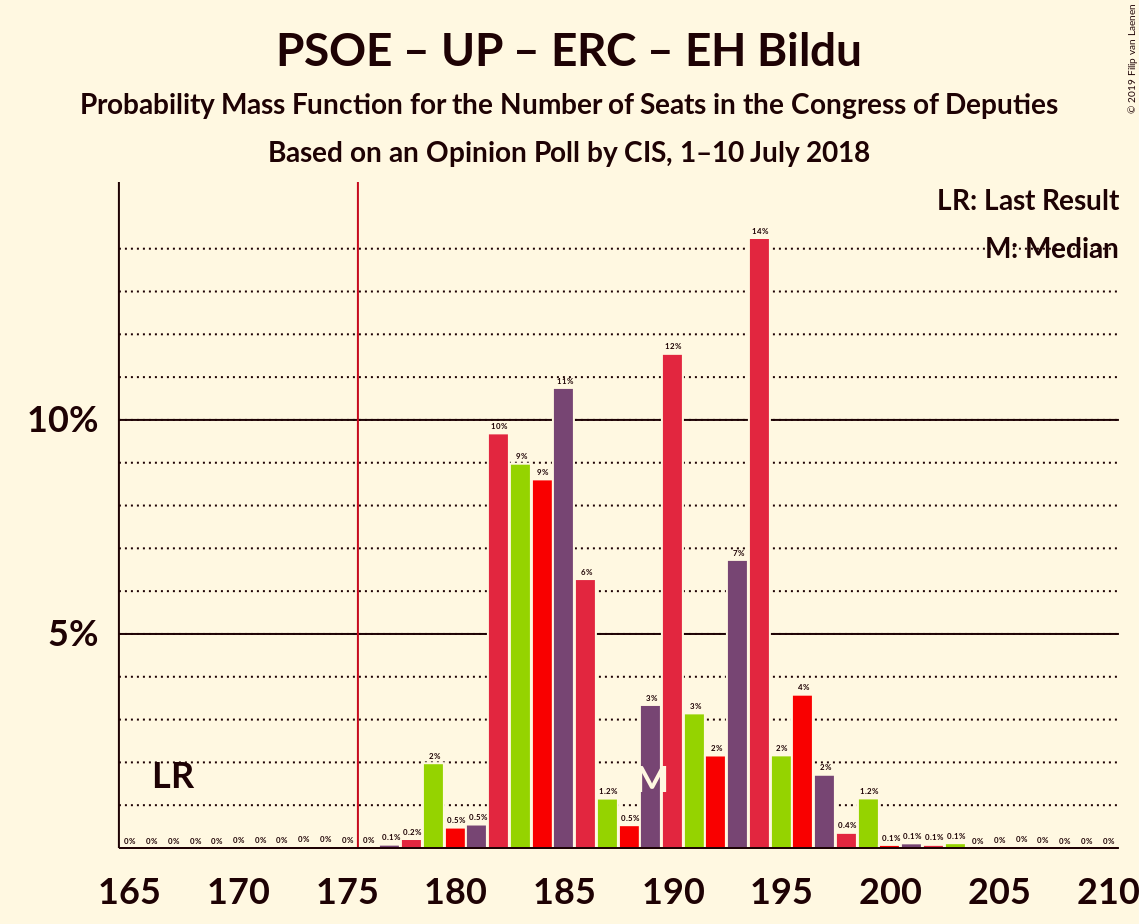 PSOE – UP – ERC – EH Bildu
Probability Mass Function for the Number of Seats in the Congress of Deputies
Based on an Opinion Poll by CIS, 1–10 July 2018
© 2019 Filip van Laenen
LR: Last Result
M: Median
10%
5%
LR
M
0% 0% 0% 0% 0% 0% 0% 0% 0% 0% 0% 0% 0.1% 0.2% 2% 0.5% 0.5% 10% 9% 9% 11% 6% 1.2% 0.5% 3% 12% 3% 2% 7% 14% 2% 4% 2% 0.4% 1.2% 0.1% 0.1% 0.1% 0.1% 0% 0% 0% 0% 0% 0% 0%
165 170 175 180 185 190 195 200 205 210